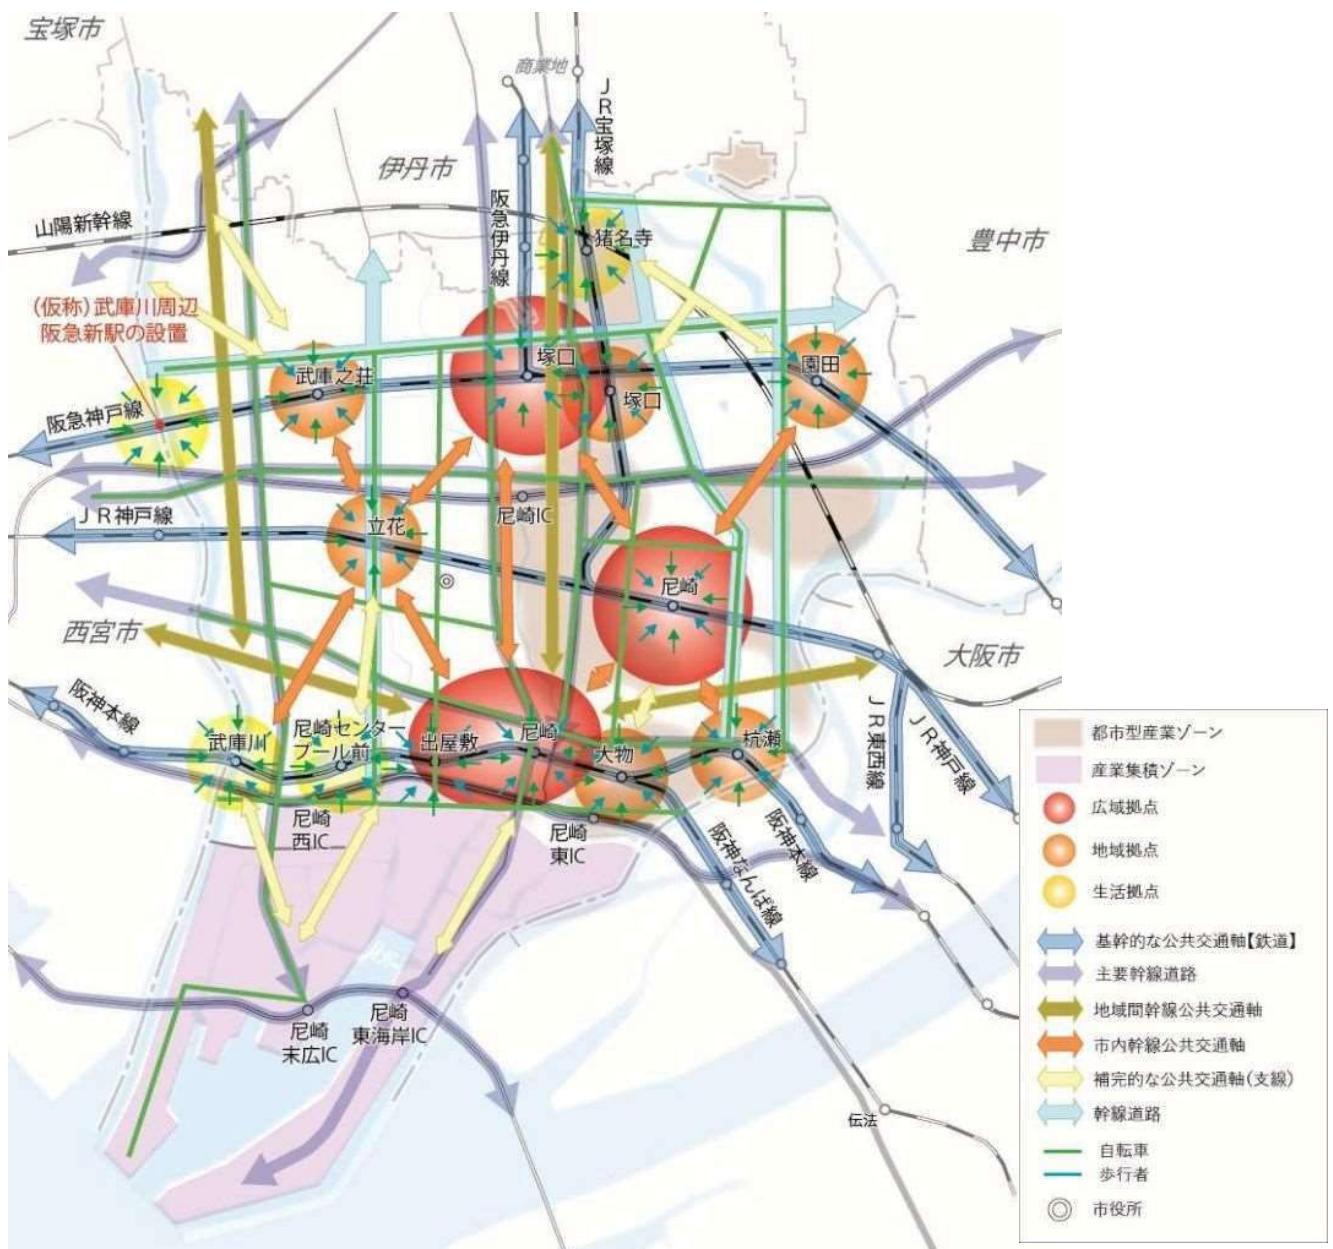 宝塚市
商業地
JR宝塚線
伊丹市
阪急伊丹線
山陽新幹線
猪名寺
豊中市
(仮称)武庫川周辺
阪急新駅の設置
武庫之荘
塚口
園田
塚口
阪急神戸線
JR神戸線
立花
尼崎IC
尼崎
西宮市
大阪市
阪神本線
武庫川
尼崎センター
プール前
出屋敷
尼崎
大物
杭瀬
JR東西線
JR神戸線
尼崎
西IC
尼崎
東IC
阪神なんば線
阪神本線
尼崎
末広IC
尼崎
東海岸IC
伝法
都市型産業ゾーン
産業集積ゾーン
広域拠点
地域拠点
生活拠点
基幹的な公共交通軸【鉄道】
主要幹線道路
地域間幹線公共交通軸
市内幹線公共交通軸
補完的な公共交通軸(支線)
幹線道路
自転車
歩行者
市役所